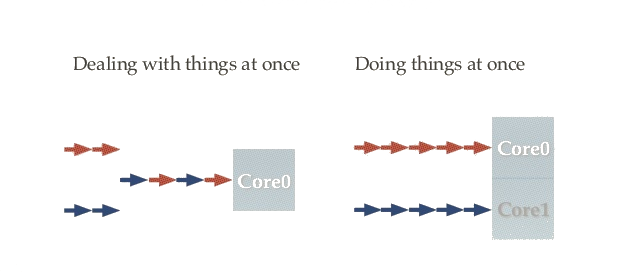 Dealing with things at once
Doing things at once
Core0
Core0
Core1